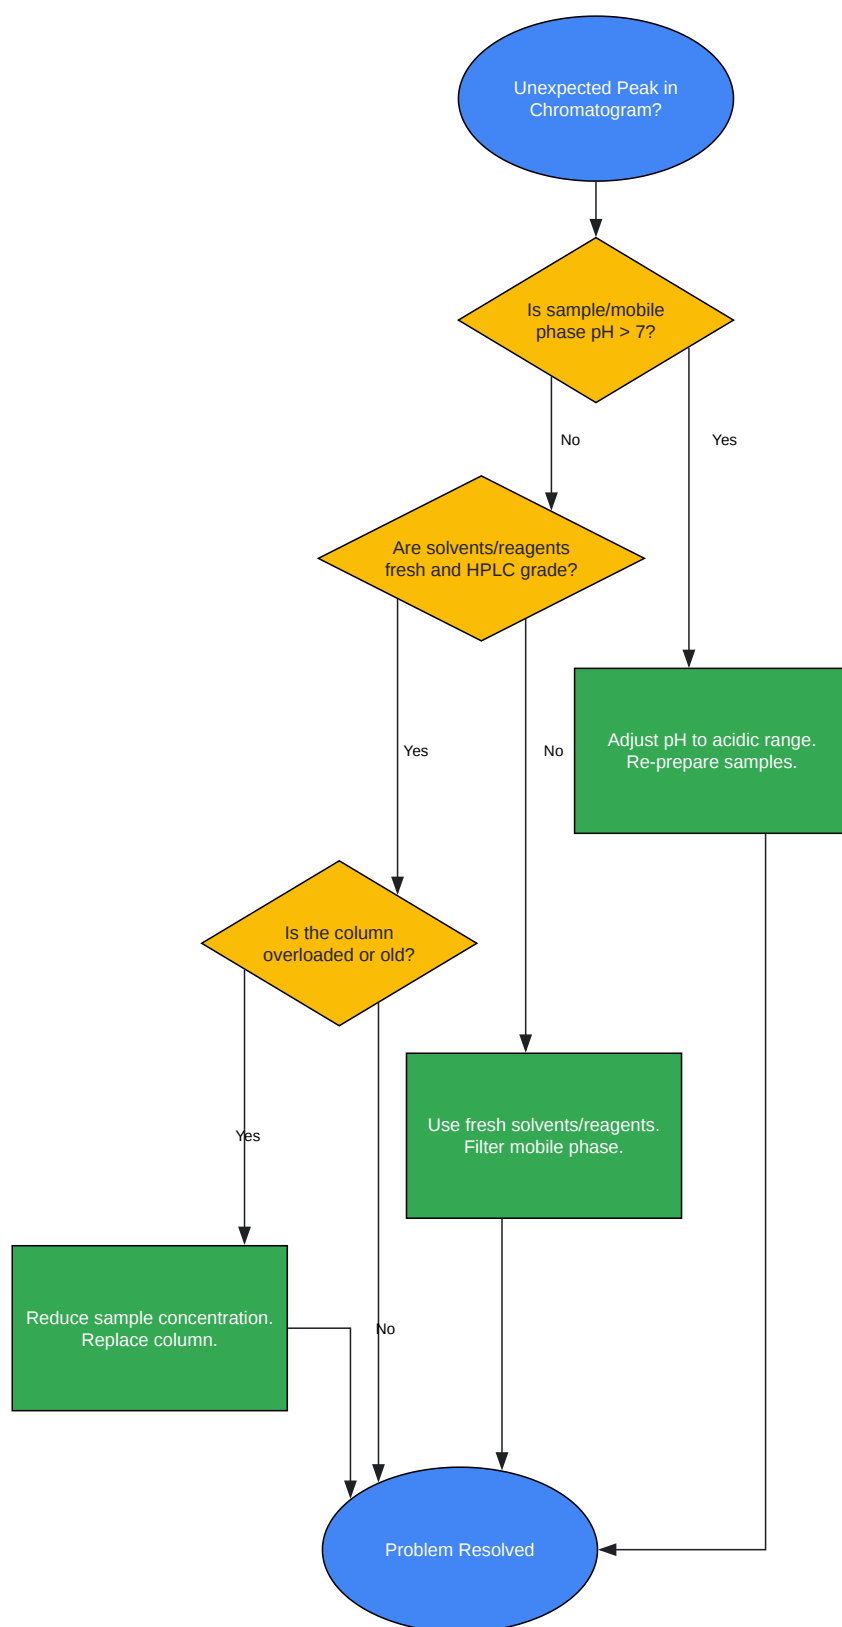 Unexpected Peak in
Chromatogram?
Is sample/mobile
phase pH > 7?
No
Yes
Are solvents/reagents
fresh and HPLC grade?
Yes
No
Adjust pH to acidic range.
Re-prepare samples.
Is the column
overloaded or old?
Yes
Use fresh solvents/reagents.
Filter mobile phase.
Reduce sample concentration.
Replace column.
No
Problem Resolved